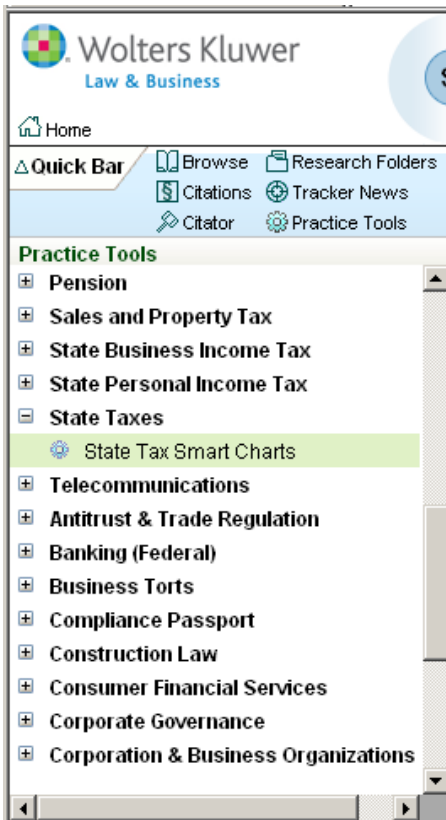 Wolters Kluwer
Law & Business
S
Home
Quick Bar
Browse Research Folders
§ Citations Tracker News
Citator Practice Tools
Practice Tools
Pension
Sales and Property Tax
State Business Income Tax
State Personal Income Tax
State Taxes
State Tax Smart Charts
Telecommunications
Antitrust & Trade Regulation
Banking (Federal)
Business Torts
Compliance Passport
Construction Law
Consumer Financial Services
Corporate Governance
Corporation & Business Organizations